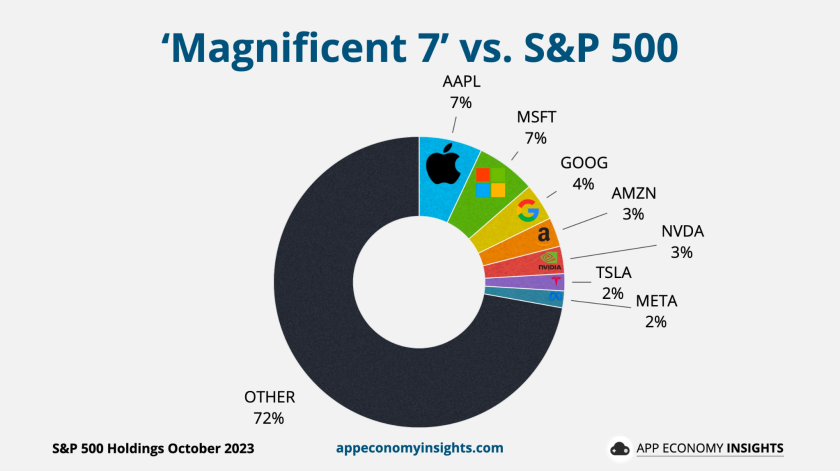 ‘Magnificent 7’ vs. S&P 500
AAPL
7%
MSFT
7%
GOOG
4%
AMZN
3%
NVDA
3%
TSLA
2%
META
2%
a
NVIDIA
OTHER
72%
S&P 500 Holdings October 2023
appeconomyinsights.com
APP ECONOMY INSIGHTS